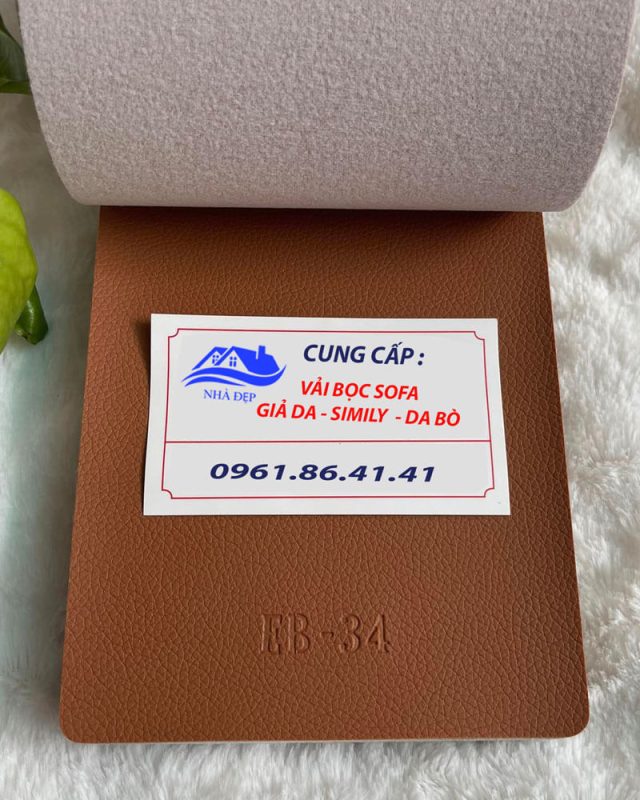 CUNG CẤP :
NHÀ ĐẸP
VẢI BỌC SOFA
GIẢ DA - SIMILY - DA BÒ
0961.86.41.41
EB-34